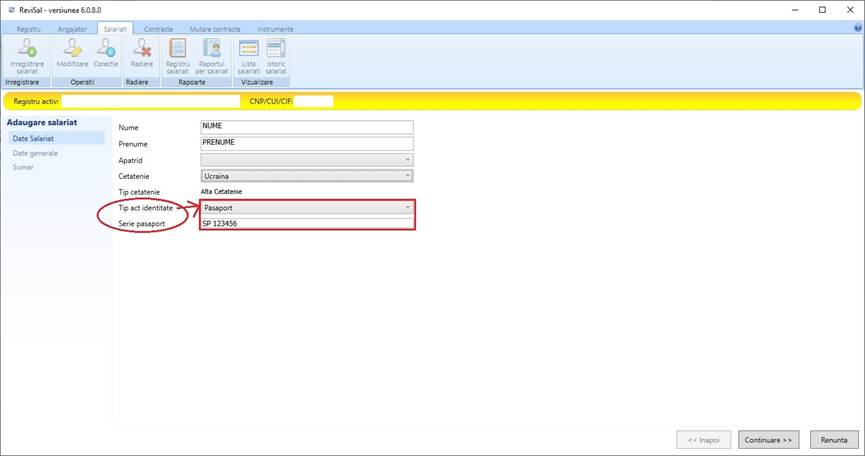 ReviSal - versiunea 6.0.8.0
Registru Angajator Salariati Contracte Mutare contracte Instrumente
Inregistrare salariat
Modificare Corectie
Radiere
Registru salariati
Raportul per salariat
Lista salariati
Istoric salariat
Inregistrare Operatii Radiere Rapoarte Vizualizare
Registru activ: CNP/CUI/CIF:
Adaugare salariat
Date Salariat
Date generale
Sumar
Nume NUME
Prenume PRENUME
Apatrid
Cetatenie Ucraina
Tip cetatenie Alta Cetatenie
Tip act identitate Pasaport
Serie pasaport SP 123456
<< Inapoi Continuare >> Renunta